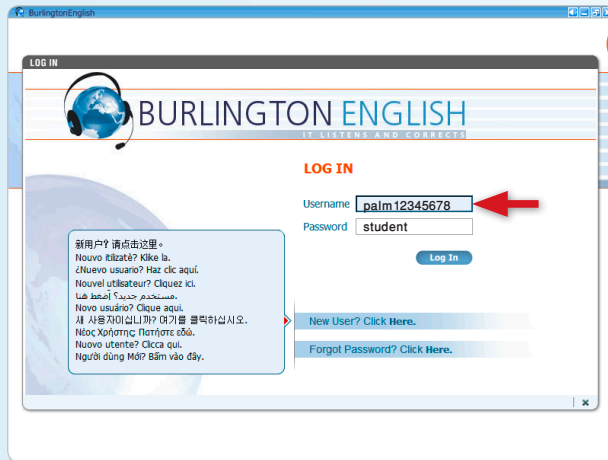 BurlingtonEnglish
LOG IN
BURLINGTON ENGLISH
IT LISTENS AND CORRECTS
LOG IN
Username palm12345678
Password student
Log In
新用户? 请点击这里。
Nouvo itilizatè? Klike la.
¿Nuevo usuario? Haz clic aquí.
Nouvel utilisateur? Cliquez ici.
مستخدم جديد؟ إضغط هنا.
Novo usuário? Clique aqui.
새 사용자이십니까? 여기를 클릭하십시오.
Νέος Χρήστης; Πατήστε εδώ.
Nuovo utente? Clicca qui.
Người dùng Mới? Bấm vào đây.
New User? Click Here.
Forgot Password? Click Here.